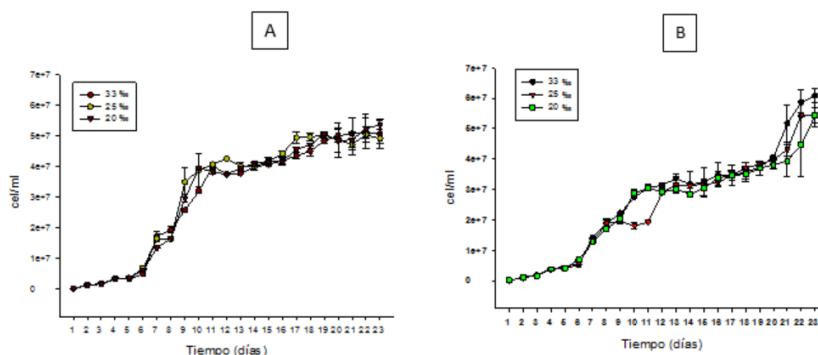 A
7e+7
6e+7
5e+7
4e+7
3e+7
2e+7
1e+7
0
cel/ml
33 ‰
25 ‰
20 ‰
1 2 3 4 5 6 7 8 9 10 11 12 13 14 15 16 17 18 19 20 21 22 23
Tiempo (días)
B
7e+7
6e+7
5e+7
4e+7
3e+7
2e+7
1e+7
0
cel/ml
33 ‰
25 ‰
20 ‰
1 2 3 4 5 6 7 8 9 10 11 12 13 14 15 16 17 18 19 20 21 22 23
Tiempo (días)